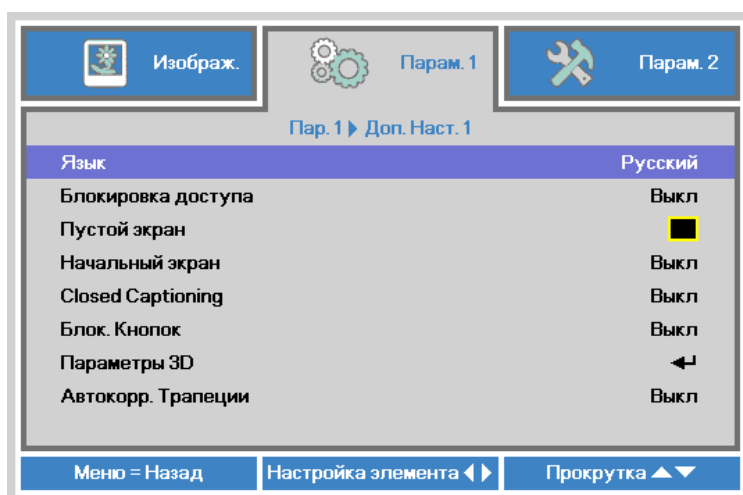 Изображ. Парам. 1 Парам. 2
Пар. 1 Доп. Наст. 1
Язык Русский
Блокировка доступа Выкл
Пустой экран
Начальный экран Выкл
Closed Captioning Выкл
Блок. Кнопок Выкл
Параметры 3D
Автокорр. Трапеции Выкл
Меню = Назад Настройка элемента Прокрутка